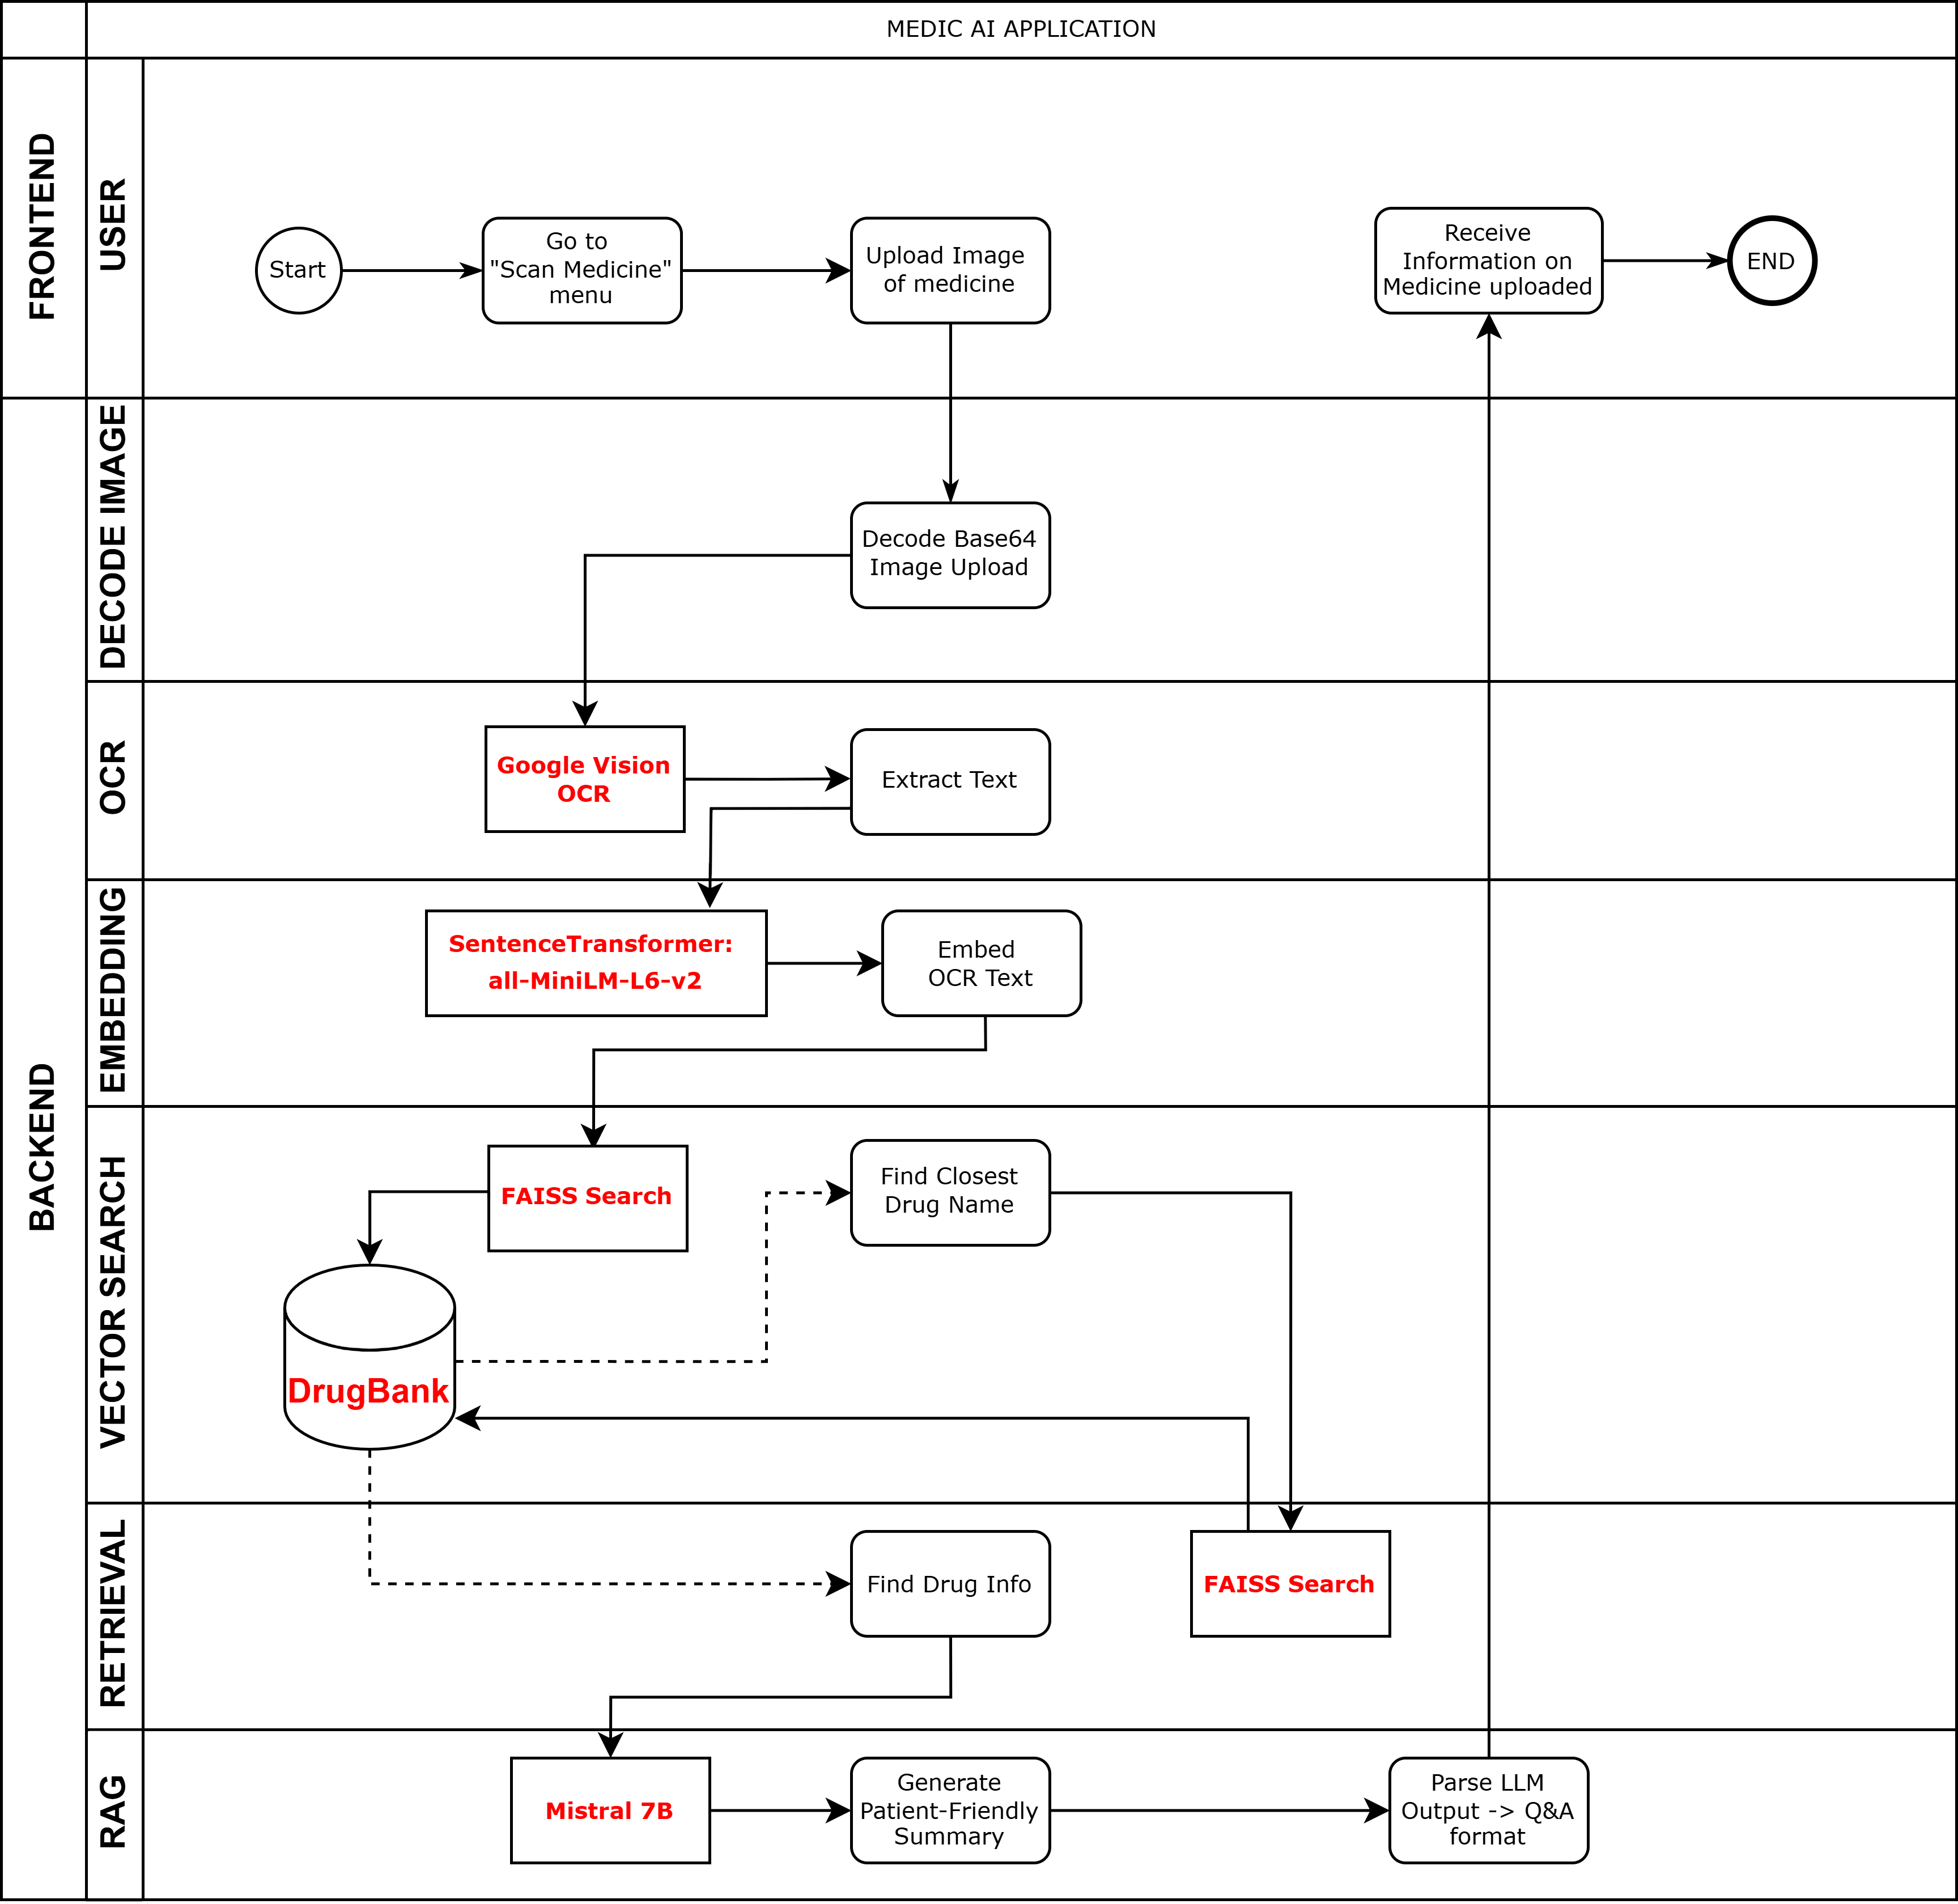 MEDIC AI APPLICATION
FRONTEND
USER
Start
Go to
"Scan Medicine"
menu
Upload Image
of medicine
Receive
Information on
Medicine uploaded
END
BACKEND
DECODE IMAGE
Decode Base64
Image Upload
OCR
Google Vision
OCR
Extract Text
EMBEDDING
SentenceTransformer:
all-MiniLM-L6-v2
Embed
OCR Text
VECTOR SEARCH
FAISS Search
Find Closest
Drug Name
DrugBank
RETRIEVAL
Find Drug Info
FAISS Search
RAG
Mistral 7B
Generate
Patient-Friendly
Summary
Parse LLM
Output -> Q&A
format